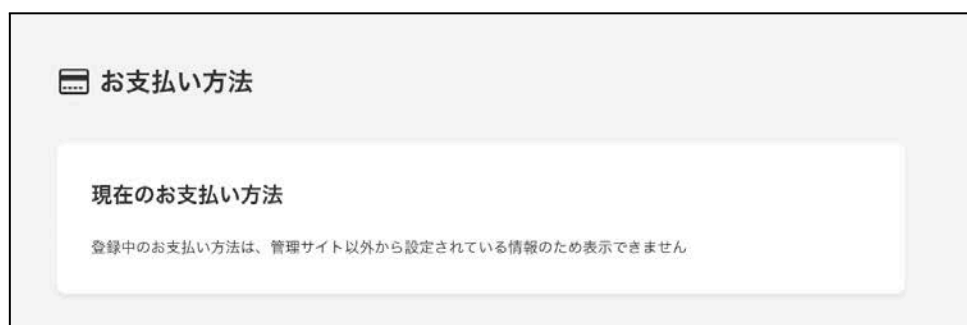 お支払い方法
現在のお支払い方法
登録中のお支払い方法は、管理サイト以外から設定されている情報のため表示できません